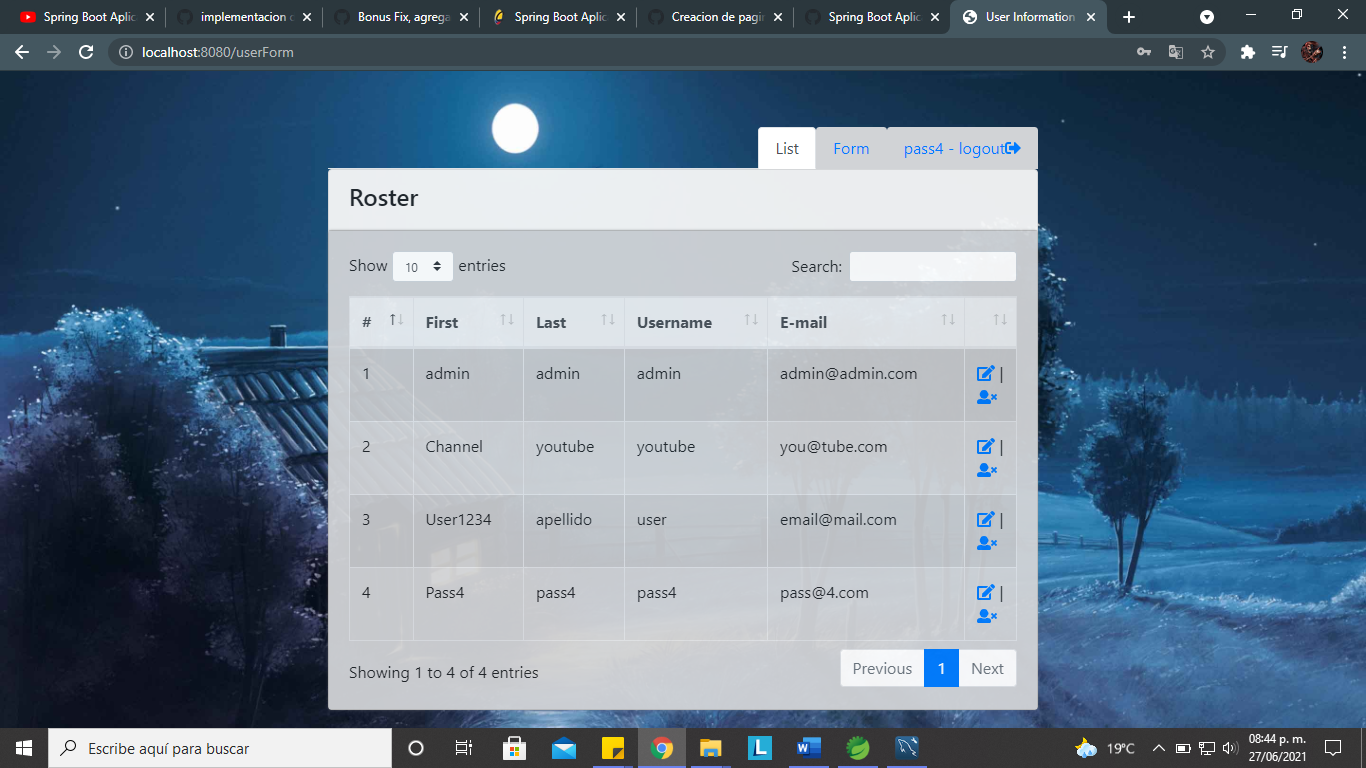 Spring Boot Aplic
implementacion
Bonus Fix, agrega
Spring Boot Aplic
Creacion de pagin
Spring Boot Aplic
User Information
localhost:8080/userForm
List
Form
pass4 - logout
Roster
Show 10 entries
Search:
# First Last Username E-mail
1 admin admin admin admin@admin.com |
2 Channel youtube youtube you@tube.com |
3 User1234 apellido user email@mail.com |
4 Pass4 pass4 pass4 pass@4.com |
Showing 1 to 4 of 4 entries
Previous 1 Next
Escribe aquí para buscar
L
W
19°C
08:44 p. m.
27/06/2021